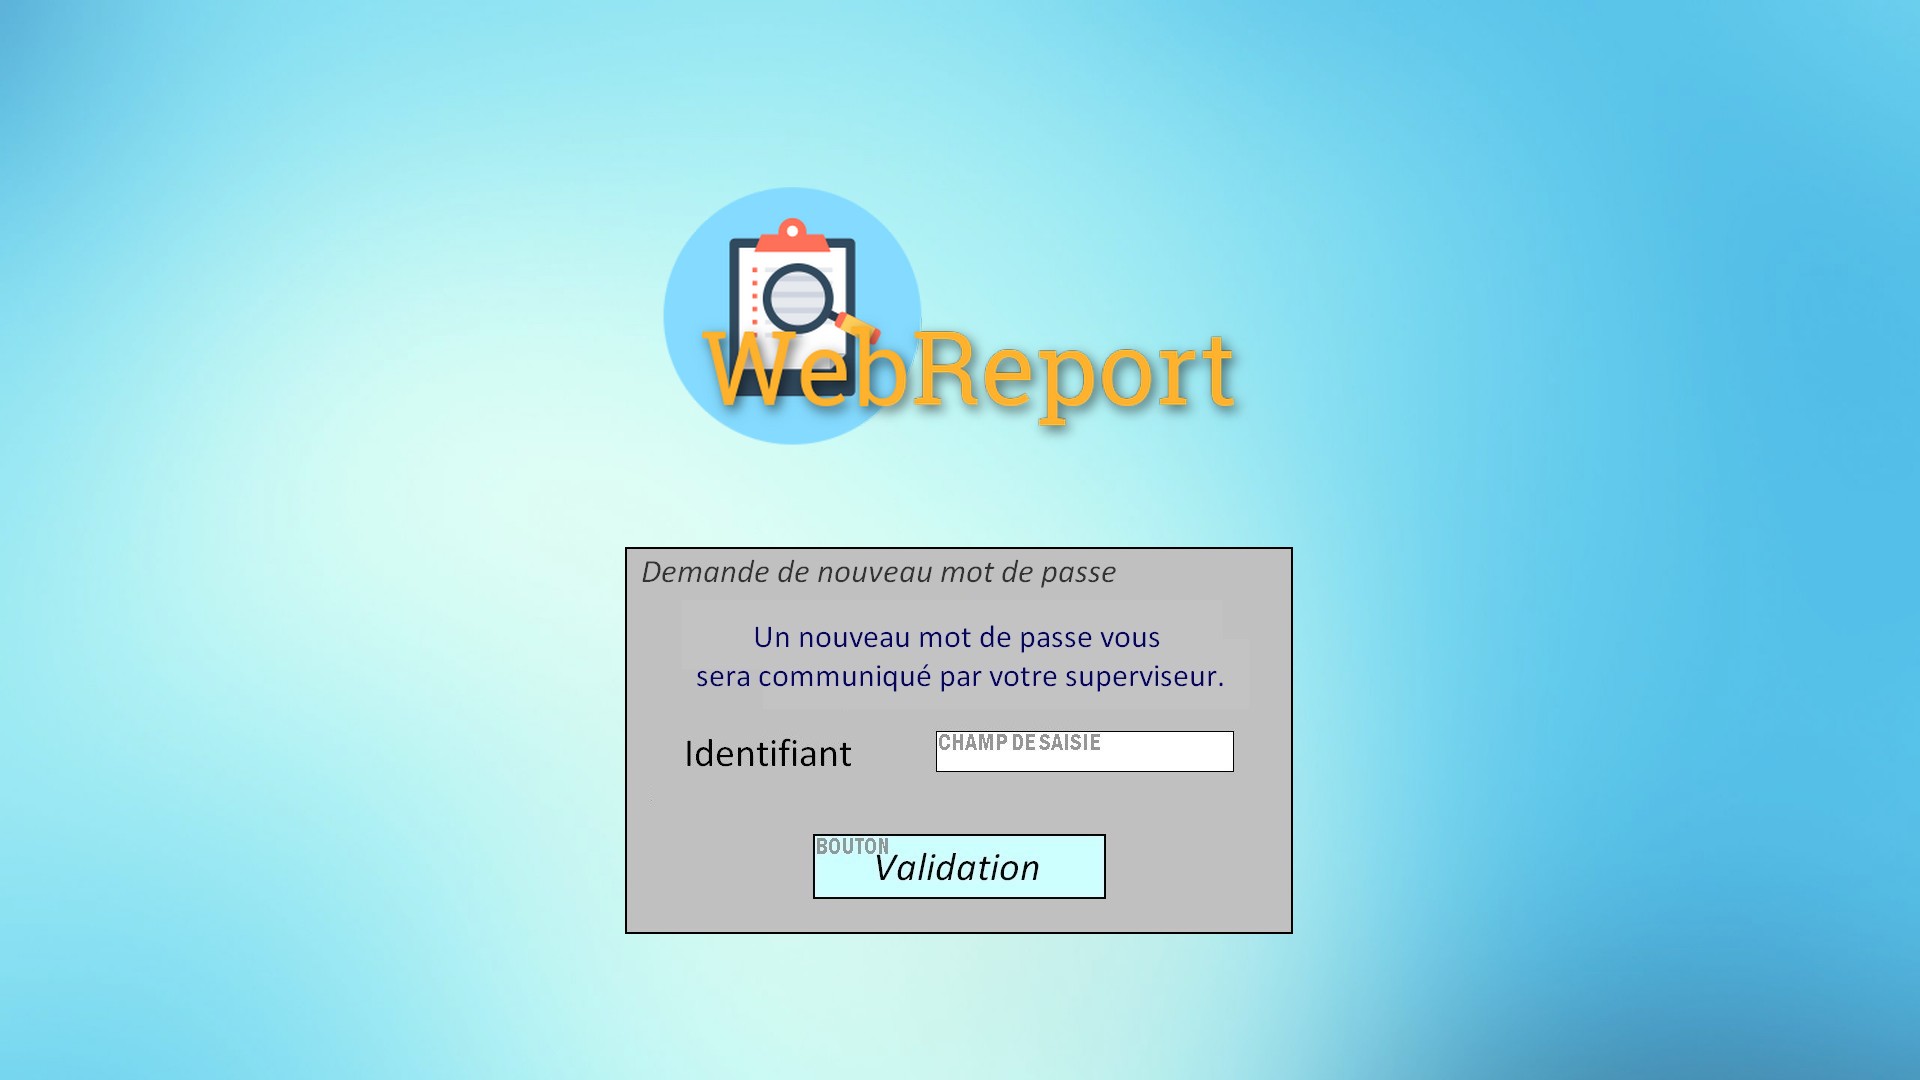 WebReport
Demande de nouveau mot de passe
Un nouveau mot de passe vous
sera communiqué par votre superviseur.
Identifiant
CHAMP DE SAISIE
BOUTON
Validation